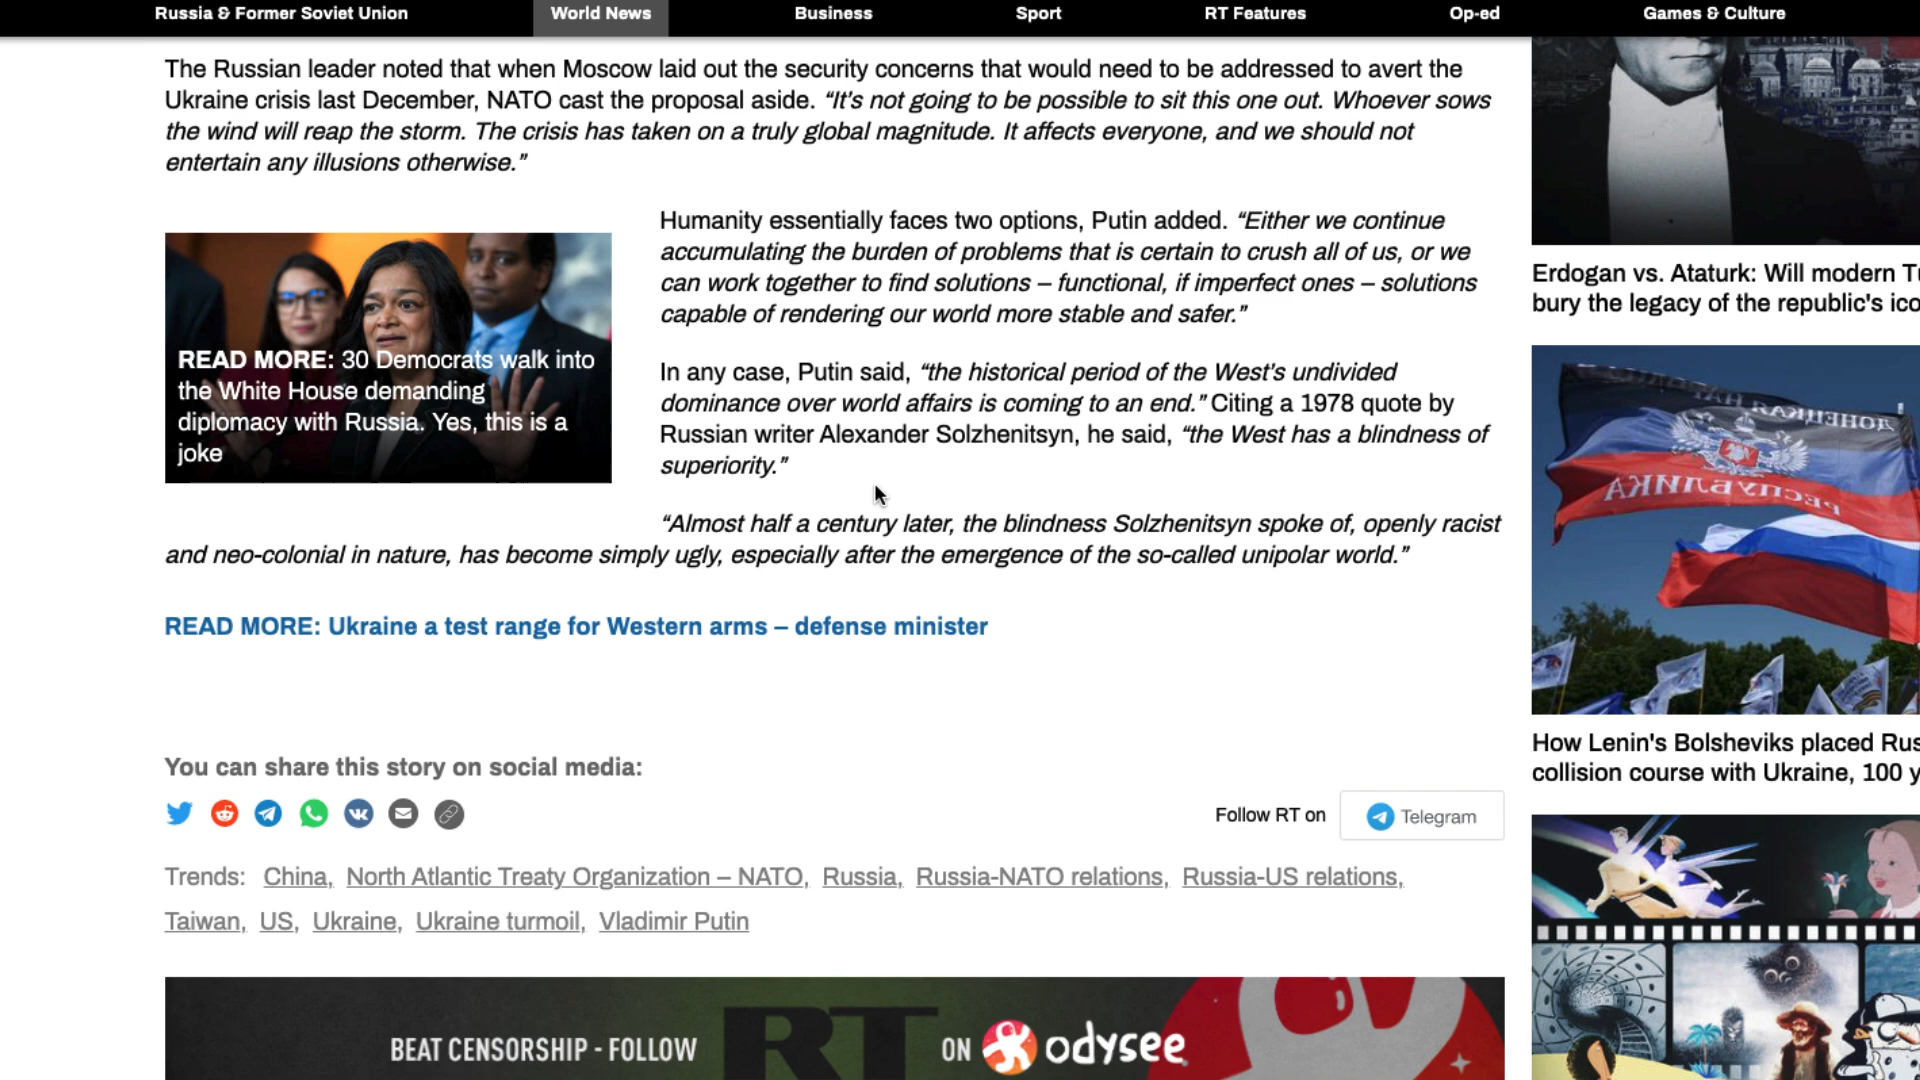 Russia & Former Soviet Union World News Business Sport RT Features Op-ed Games & Culture
The Russian leader noted that when Moscow laid out the security concerns that would need to be addressed to avert the
Ukraine crisis last December, NATO cast the proposal aside. “It’s not going to be possible to sit this one out. Whoever sows
the wind will reap the storm. The crisis has taken on a truly global magnitude. It affects everyone, and we should not
entertain any illusions otherwise.”
READ MORE: 30 Democrats walk into
the White House demanding
diplomacy with Russia. Yes, this is a
joke
Humanity essentially faces two options, Putin added. “Either we continue
accumulating the burden of problems that is certain to crush all of us, or we
can work together to find solutions – functional, if imperfect ones – solutions
capable of rendering our world more stable and safer.”
In any case, Putin said, “the historical period of the West’s undivided
dominance over world affairs is coming to an end.” Citing a 1978 quote by
Russian writer Alexander Solzhenitsyn, he said, “the West has a blindness of
superiority.”
“Almost half a century later, the blindness Solzhenitsyn spoke of, openly racist
and neo-colonial in nature, has become simply ugly, especially after the emergence of the so-called unipolar world.”
READ MORE: Ukraine a test range for Western arms – defense minister
You can share this story on social media:
Follow RT on Telegram
Trends: China, North Atlantic Treaty Organization – NATO, Russia, Russia-NATO relations, Russia-US relations,
Taiwan, US, Ukraine, Ukraine turmoil, Vladimir Putin
BEAT CENSORSHIP - FOLLOW RT ON odysee
Erdogan vs. Ataturk: Will modern T
bury the legacy of the republic's ico
ДОНЕЦКАЯ НАР
РЕСПУБЛИКА
How Lenin's Bolsheviks placed Rus
collision course with Ukraine, 100 y